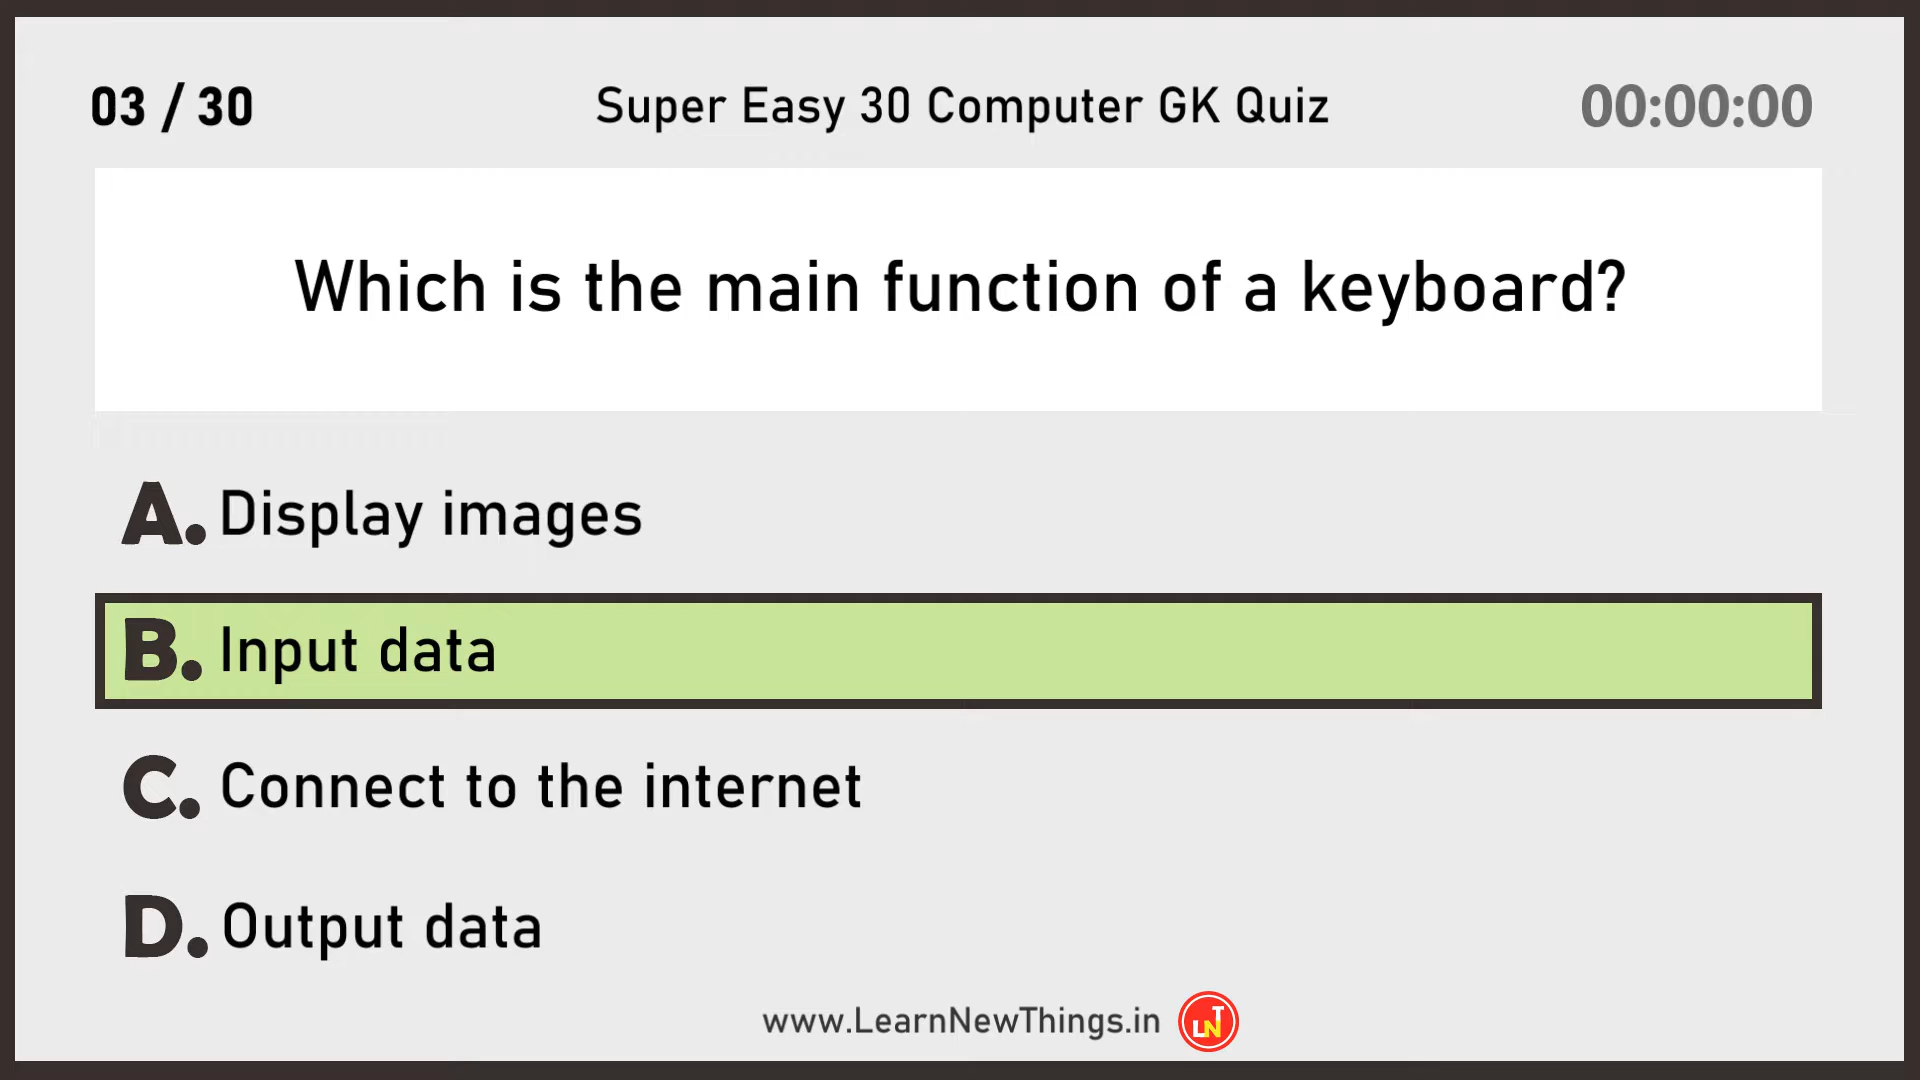 03 / 30
Super Easy 30 Computer GK Quiz
00:00:00
Which is the main function of a keyboard?
A. Display images
B. Input data
C. Connect to the internet
D. Output data
www.LearnNewThings.in
LNT